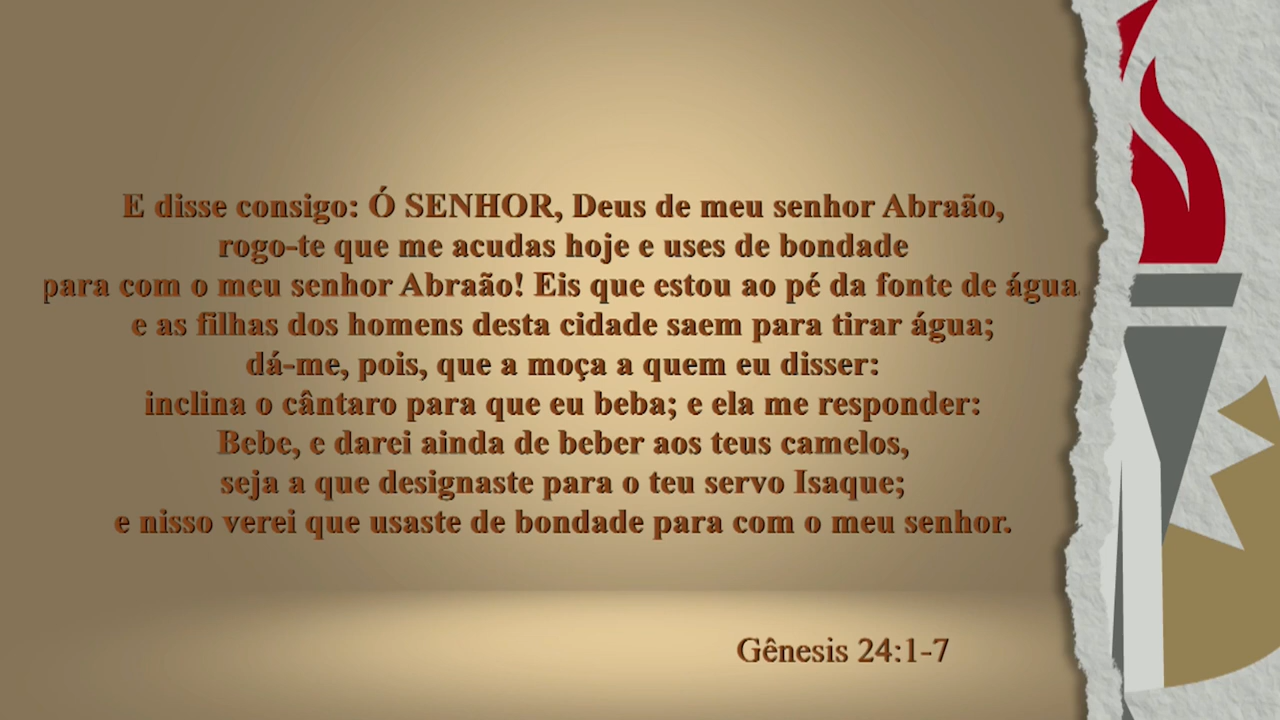 E disse consigo: Ó SENHOR, Deus de meu senhor Abraão,
rogo-te que me acudas hoje e uses de bondade
para com o meu senhor Abraão! Eis que estou ao pé da fonte de água
e as filhas dos homens desta cidade saem para tirar água;
dá-me, pois, que a moça a quem eu disser:
inclina o cântaro para que eu beba; e ela me responder:
Bebe, e darei ainda de beber aos teus camelos,
seja a que designaste para o teu servo Isaque;
e nisso verei que usaste de bondade para com o meu senhor.
Gênesis 24:1-7